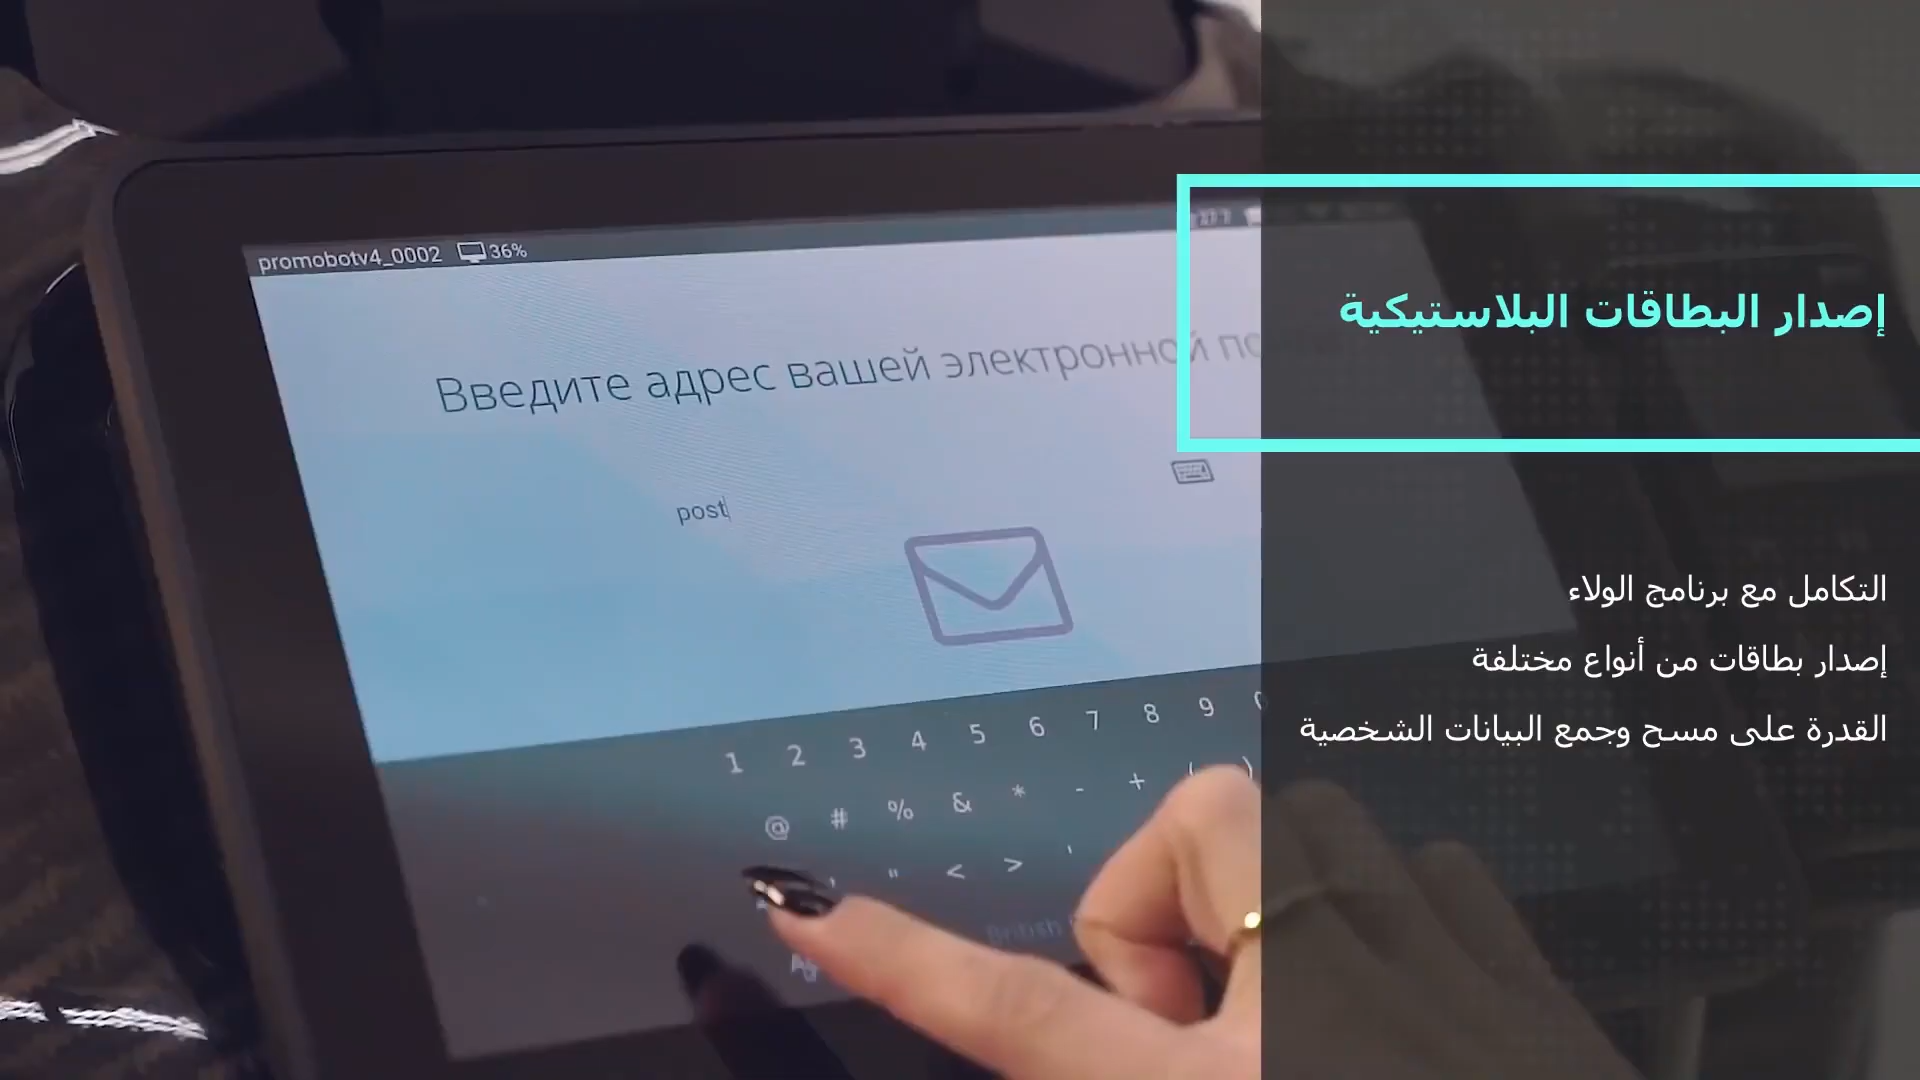 promobotv4_0002 36%
Введите адрес вашей электронной
post
1 2 3 4 5 6 7 8 9
@ # % & * - + ( )
" < > '
British
إصدار البطاقات البلاستيكية
التكامل مع برنامج الولاء
إصدار بطاقات من أنواع مختلفة
القدرة على مسح وجمع البيانات الشخصية